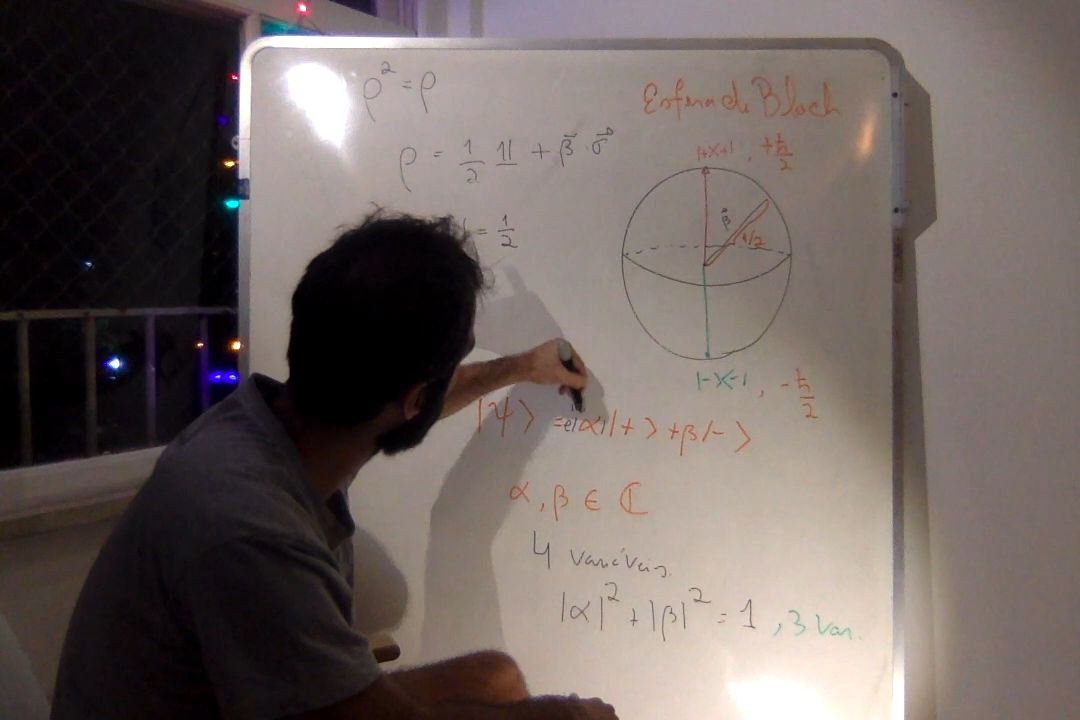 ρ² = ρ
ρ = 1/2 𝟙 + β⃗ · σ⃗
= 1/2
Esfera de Bloch
|+X+|, +ħ/2
β⃗
1/2
|-X-|, -ħ/2
|ψ> = e|α||+> + β|->
α, β ∈ ℂ
4 variáveis.
|α|² + |β|² = 1, 3 var.